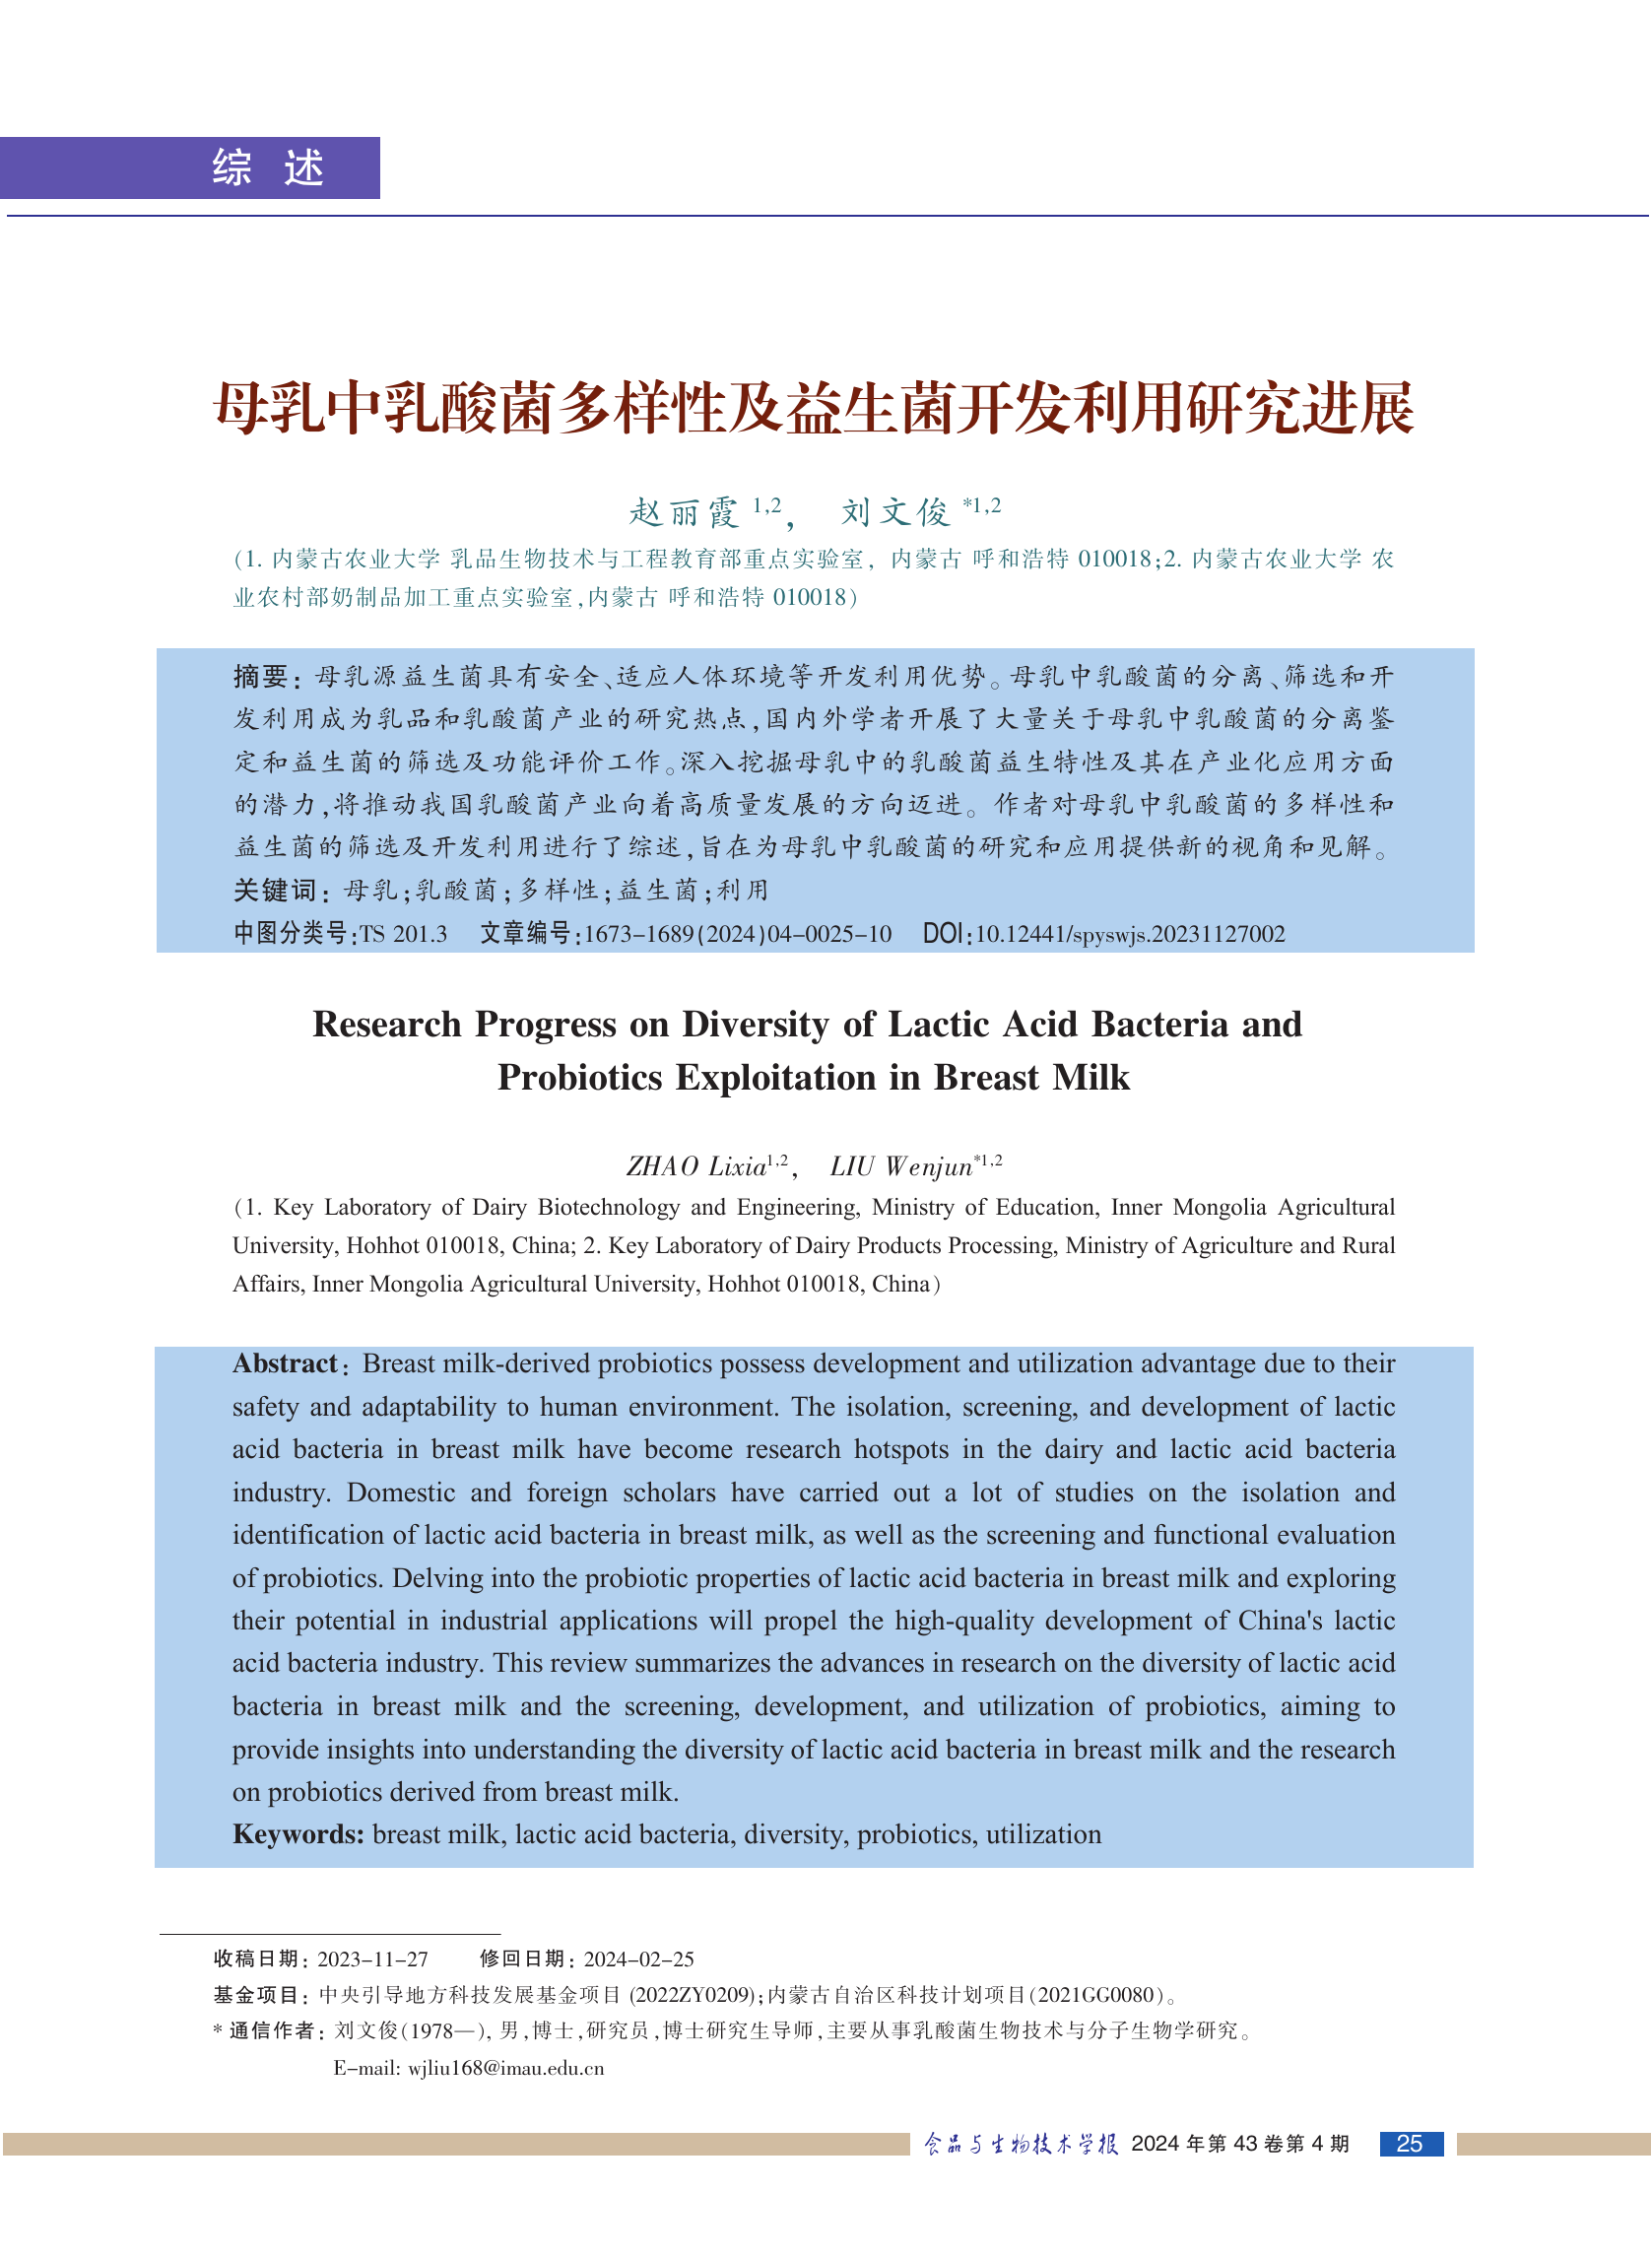 综 述
母乳中乳酸菌多样性及益生菌开发利用研究进展
赵丽霞 1,2, 刘文俊 *1,2
(1. 内蒙古农业大学 乳品生物技术与工程教育部重点实验室, 内蒙古 呼和浩特 010018;2. 内蒙古农业大学 农
业农村部奶制品加工重点实验室,内蒙古 呼和浩特 010018)
摘要: 母乳源益生菌具有安全、适应人体环境等开发利用优势。母乳中乳酸菌的分离、筛选和开
发利用成为乳品和乳酸菌产业的研究热点,国内外学者开展了大量关于母乳中乳酸菌的分离鉴
定和益生菌的筛选及功能评价工作。深入挖掘母乳中的乳酸菌益生特性及其在产业化应用方面
的潜力,将推动我国乳酸菌产业向着高质量发展的方向迈进。作者对母乳中乳酸菌的多样性和
益生菌的筛选及开发利用进行了综述,旨在为母乳中乳酸菌的研究和应用提供新的视角和见解。
关键词: 母乳;乳酸菌;多样性;益生菌;利用
中图分类号:TS 201.3 文章编号:1673-1689(2024)04-0025-10 DOI:10.12441/spyswjs.20231127002
Research Progress on Diversity of Lactic Acid Bacteria and
Probiotics Exploitation in Breast Milk
ZHAO Lixia1,2, LIU Wenjun*1,2
(1. Key Laboratory of Dairy Biotechnology and Engineering, Ministry of Education, Inner Mongolia Agricultural
University, Hohhot 010018, China; 2. Key Laboratory of Dairy Products Processing, Ministry of Agriculture and Rural
Affairs, Inner Mongolia Agricultural University, Hohhot 010018, China)
Abstract: Breast milk-derived probiotics possess development and utilization advantage due to their
safety and adaptability to human environment. The isolation, screening, and development of lactic
acid bacteria in breast milk have become research hotspots in the dairy and lactic acid bacteria
industry. Domestic and foreign scholars have carried out a lot of studies on the isolation and
identification of lactic acid bacteria in breast milk, as well as the screening and functional evaluation
of probiotics. Delving into the probiotic properties of lactic acid bacteria in breast milk and exploring
their potential in industrial applications will propel the high-quality development of China's lactic
acid bacteria industry. This review summarizes the advances in research on the diversity of lactic acid
bacteria in breast milk and the screening, development, and utilization of probiotics, aiming to
provide insights into understanding the diversity of lactic acid bacteria in breast milk and the research
on probiotics derived from breast milk.
Keywords: breast milk, lactic acid bacteria, diversity, probiotics, utilization
收稿日期: 2023-11-27 修回日期: 2024-02-25
基金项目: 中央引导地方科技发展基金项目 (2022ZY0209);内蒙古自治区科技计划项目(2021GG0080)。
* 通信作者: 刘文俊(1978—), 男,博士,研究员,博士研究生导师,主要从事乳酸菌生物技术与分子生物学研究。
E-mail: wjliu168@imau.edu.cn
食品与生物技术学报 2024 年第 43 卷第 4 期 25